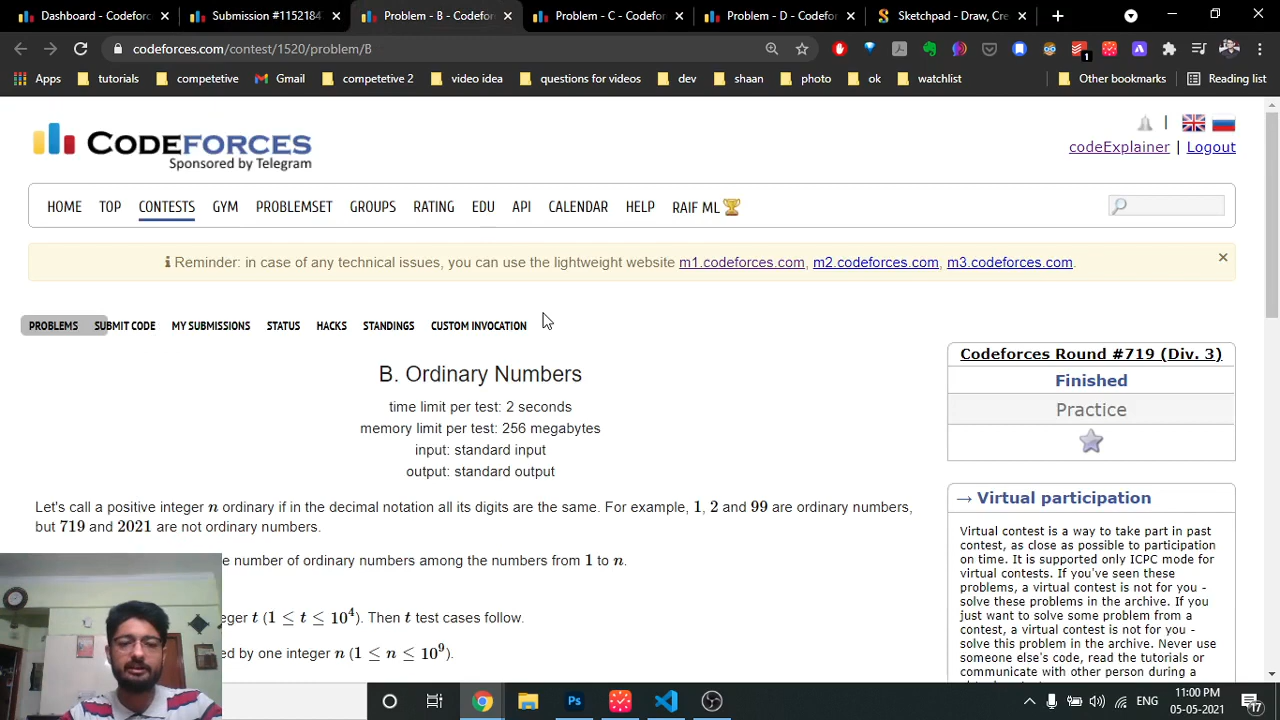 Dashboard - Codeforc
Submission #1152184
Problem - B - Codefor
Problem - C - Codefor
Problem - D - Codefor
Sketchpad - Draw, Cre
codeforces.com/contest/1520/problem/B
1
Apps
tutorials
competetive
Gmail
competetive 2
video idea
questions for videos
dev
shaan
photo
ok
watchlist
Other bookmarks
Reading list
CODEFORCES
Sponsored by Telegram
codeExplainer | Logout
HOME TOP CONTESTS GYM PROBLEMSET GROUPS RATING EDU API CALENDAR HELP RAIF ML
Reminder: in case of any technical issues, you can use the lightweight website m1.codeforces.com, m2.codeforces.com, m3.codeforces.com.
PROBLEMS SUBMIT CODE MY SUBMISSIONS STATUS HACKS STANDINGS CUSTOM INVOCATION
B. Ordinary Numbers
time limit per test: 2 seconds
memory limit per test: 256 megabytes
input: standard input
output: standard output
Let's call a positive integer n ordinary if in the decimal notation all its digits are the same. For example, 1, 2 and 99 are ordinary numbers,
but 719 and 2021 are not ordinary numbers.
e number of ordinary numbers among the numbers from 1 to n.
eger t (1 ≤ t ≤ 10^4). Then t test cases follow.
ed by one integer n (1 ≤ n ≤ 10^9).
Codeforces Round #719 (Div. 3)
Finished
Practice
→ Virtual participation
Virtual contest is a way to take part in past
contest, as close as possible to participation
on time. It is supported only ICPC mode for
virtual contests. If you've seen these
problems, a virtual contest is not for you -
solve these problems in the archive. If you
just want to solve some problem from a
contest, a virtual contest is not for you -
solve this problem in the archive. Never use
someone else's code, read the tutorials or
communicate with other person during a
ENG
11:00 PM
05-05-2021
17